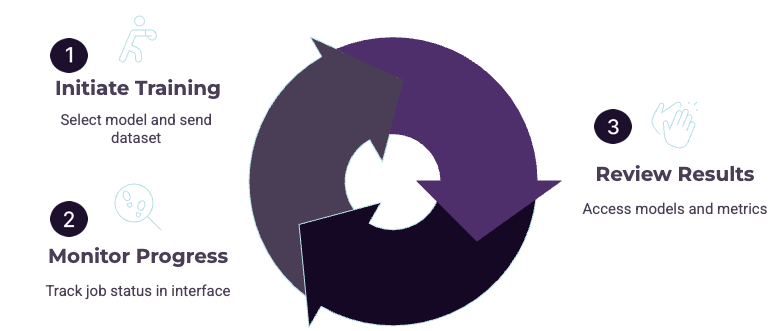 1
Initiate Training
Select model and send
dataset
2
Monitor Progress
Track job status in interface
3
Review Results
Access models and metrics